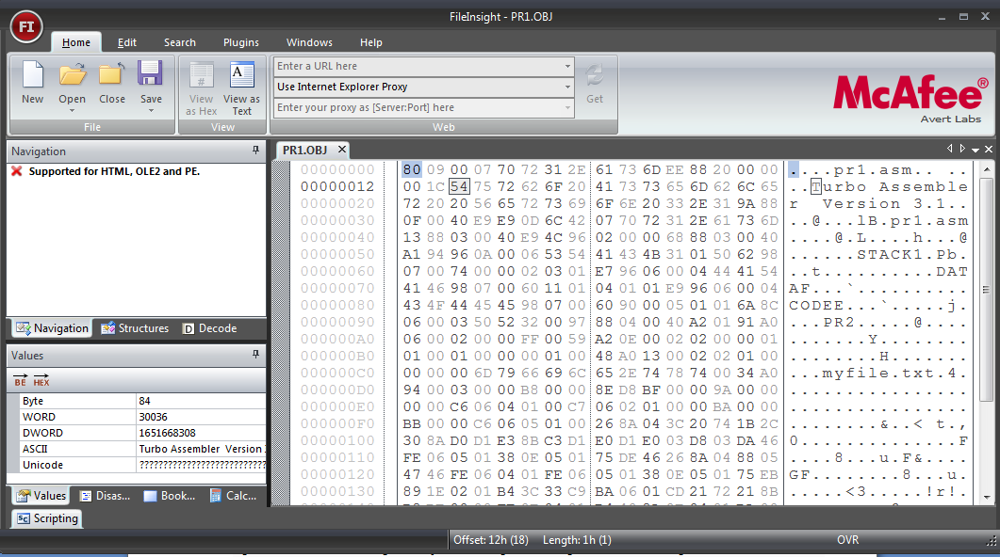 FileInsight - PR1.OBJ
FI
Home Edit Search Plugins Windows Help
New Open Close Save
File
View as Hex View as Text
View
Enter a URL here
Use Internet Explorer Proxy
Enter your proxy as [Server:Port] here
Get
Web
McAfee®
Avert Labs
Navigation
Supported for HTML, OLE2 and PE.
Navigation Structures Decode
Values
BE HEX
Byte 84
WORD 30036
DWORD 1651668308
ASCII Turbo Assembler Version
Unicode ???????????????????????????
Values Disas... Book... Calc...
Scripting
PR1.OBJ
00000000 80 09 00 07 70 72 31 2E 61 73 6D EE 88 20 00 00 ....pr1.asm.. ..
00000012 00 1C 54 75 72 62 6F 20 41 73 73 65 6D 62 6C 65 ..Turbo Assemble
00000020 72 20 20 56 65 72 73 69 6F 6E 20 33 2E 31 9A 88 r  Version 3.1..
00000030 0F 00 40 E9 E9 0D 6C 42 07 70 72 31 2E 61 73 6D ..@...lB.pr1.asm
00000040 13 88 03 00 40 E9 4C 96 02 00 00 68 88 03 00 40 ....@.L....h...@
00000050 A1 94 96 0A 00 06 53 54 41 43 4B 31 01 50 62 98 ......STACK1.Pb.
00000060 07 00 74 00 00 02 03 01 E7 96 06 00 04 44 41 54 ..t..........DAT
00000070 41 46 98 07 00 60 11 01 04 01 01 E9 96 06 00 04 AF...`..........
00000080 43 4F 44 45 45 98 07 00 60 90 00 05 01 01 6A 8C CODEE...`.....j.
00000090 06 00 03 50 52 32 00 97 88 04 00 40 A2 01 91 A0 ...PR2.....@....
000000A0 06 00 02 00 00 FF 00 59 A2 0E 00 02 02 00 00 01 .......Y........
000000B0 01 00 01 00 00 00 01 00 48 A0 13 00 02 02 01 00 ........H.......
000000C0 00 00 00 6D 79 66 69 6C 65 2E 74 78 74 00 34 A0 ...myfile.txt.4.
000000D0 94 00 03 00 00 B8 00 00 8E D8 BF 00 00 9A 00 00 ................
000000E0 00 00 C6 06 04 01 00 C7 06 02 01 00 00 BA 00 00 ................
000000F0 BB 00 00 C6 06 05 01 00 26 8A 04 3C 20 74 1B 2C ........&..< t.,
00000100 30 8A D0 D1 E3 8B C3 D1 E0 D1 E0 03 D8 03 DA 46 0..............F
00000110 FE 06 05 01 38 0E 05 01 75 DE 46 26 8A 04 88 05 ....8...u.F&....
00000120 47 46 FE 06 04 01 FE 06 05 01 38 0E 05 01 75 EB GF........8...u.
00000130 89 1E 02 01 B4 3C 33 C9 BA 06 01 CD 21 72 21 8B .....<3.....!r!.
Offset: 12h (18) Length: 1h (1) OVR